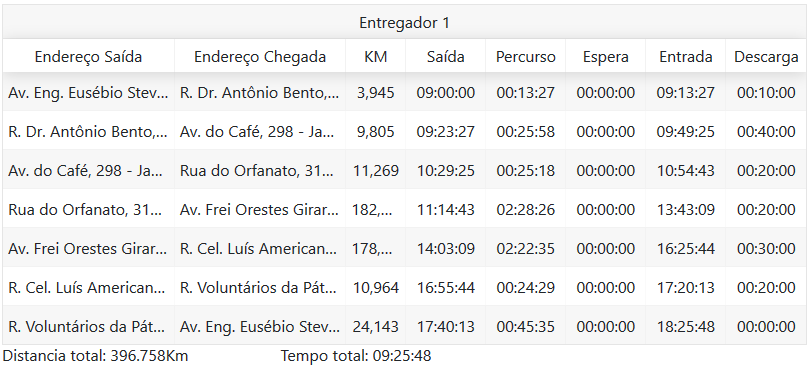 Entregador 1
Endereço Saída Endereço Chegada KM Saída Percurso Espera Entrada Descarga
Av. Eng. Eusébio Stev... R. Dr. Antônio Bento,... 3,945 09:00:00 00:13:27 00:00:00 09:13:27 00:10:00
R. Dr. Antônio Bento,... Av. do Café, 298 - Ja... 9,805 09:23:27 00:25:58 00:00:00 09:49:25 00:40:00
Av. do Café, 298 - Ja... Rua do Orfanato, 31... 11,269 10:29:25 00:25:18 00:00:00 10:54:43 00:20:00
Rua do Orfanato, 31... Av. Frei Orestes Girar... 182,... 11:14:43 02:28:26 00:00:00 13:43:09 00:20:00
Av. Frei Orestes Girar... R. Cel. Luís American... 178,... 14:03:09 02:22:35 00:00:00 16:25:44 00:30:00
R. Cel. Luís American... R. Voluntários da Pát... 10,964 16:55:44 00:24:29 00:00:00 17:20:13 00:20:00
R. Voluntários da Pát... Av. Eng. Eusébio Stev... 24,143 17:40:13 00:45:35 00:00:00 18:25:48 00:00:00
Distancia total: 396.758Km Tempo total: 09:25:48